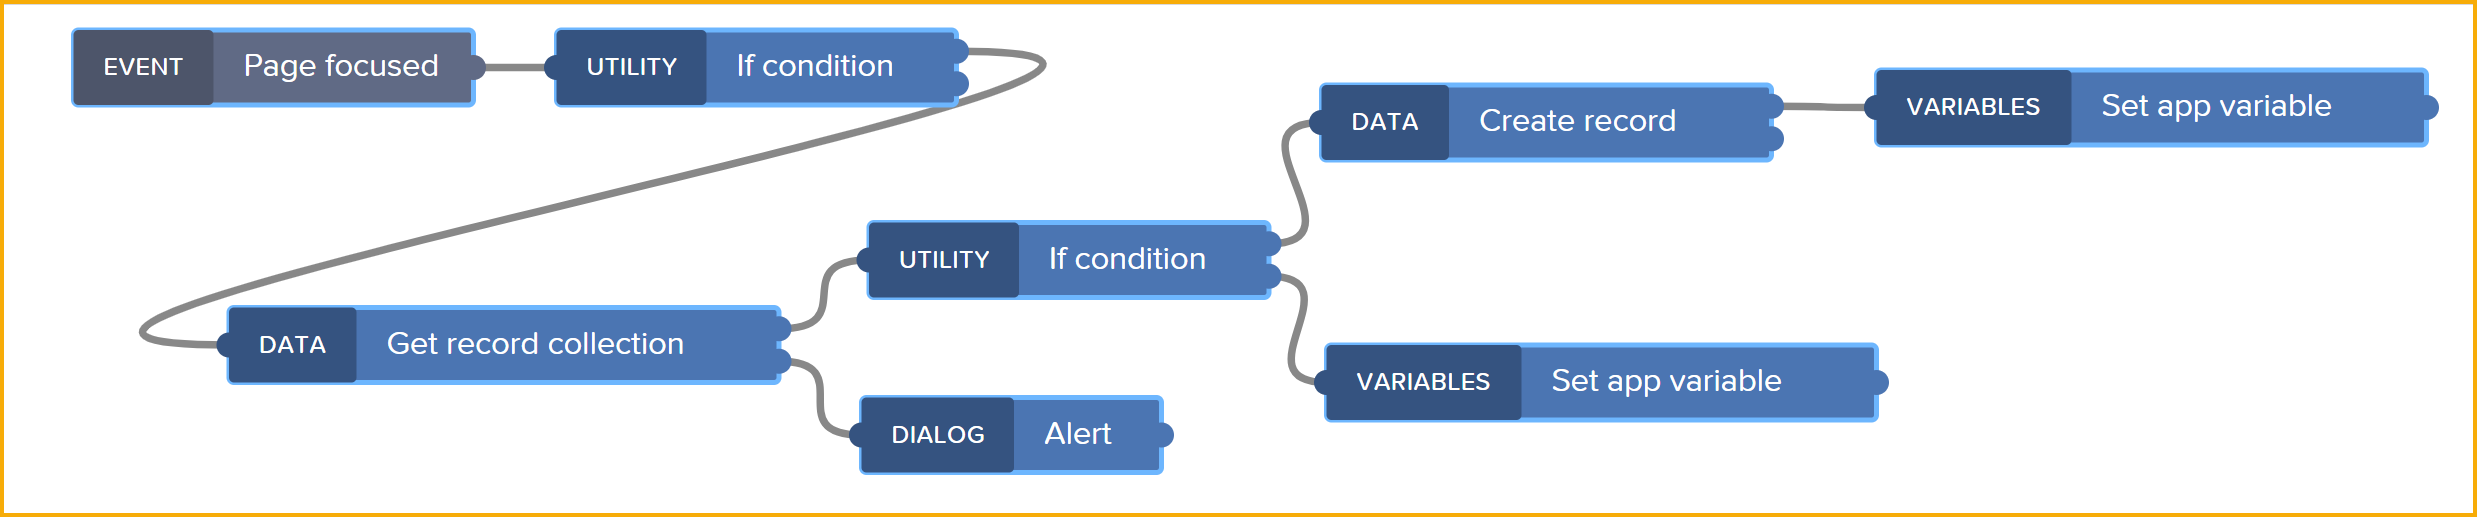 EVENT Page focused
UTILITY If condition
DATA Create record
VARIABLES Set app variable
UTILITY If condition
DATA Get record collection
VARIABLES Set app variable
DIALOG Alert